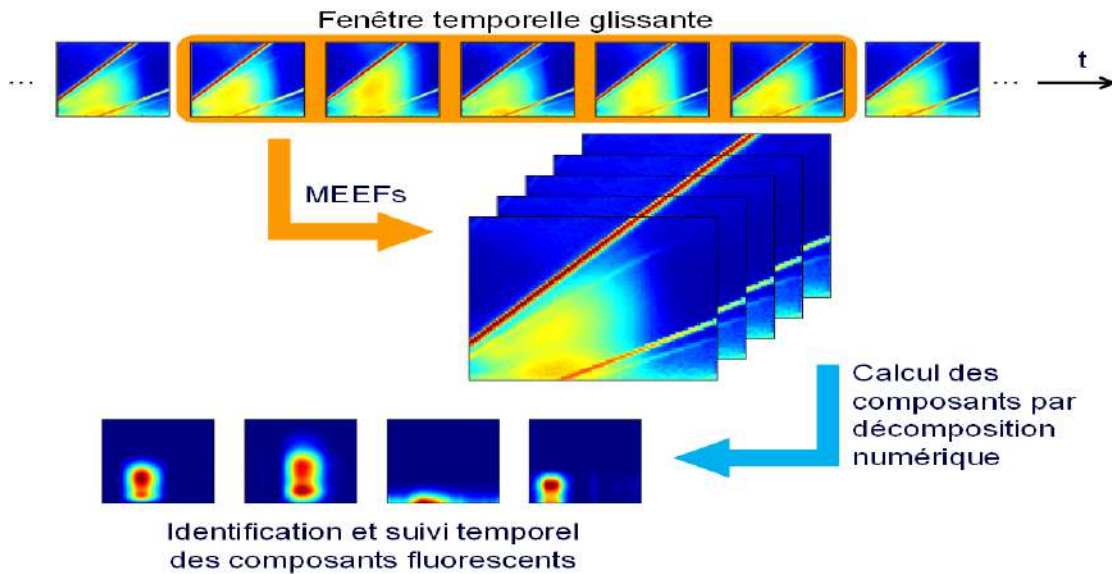 Fenêtre temporelle glissante
...
...
t
MEEFs
Calcul des
composants par
décomposition
numérique
Identification et suivi temporel
des composants fluorescents